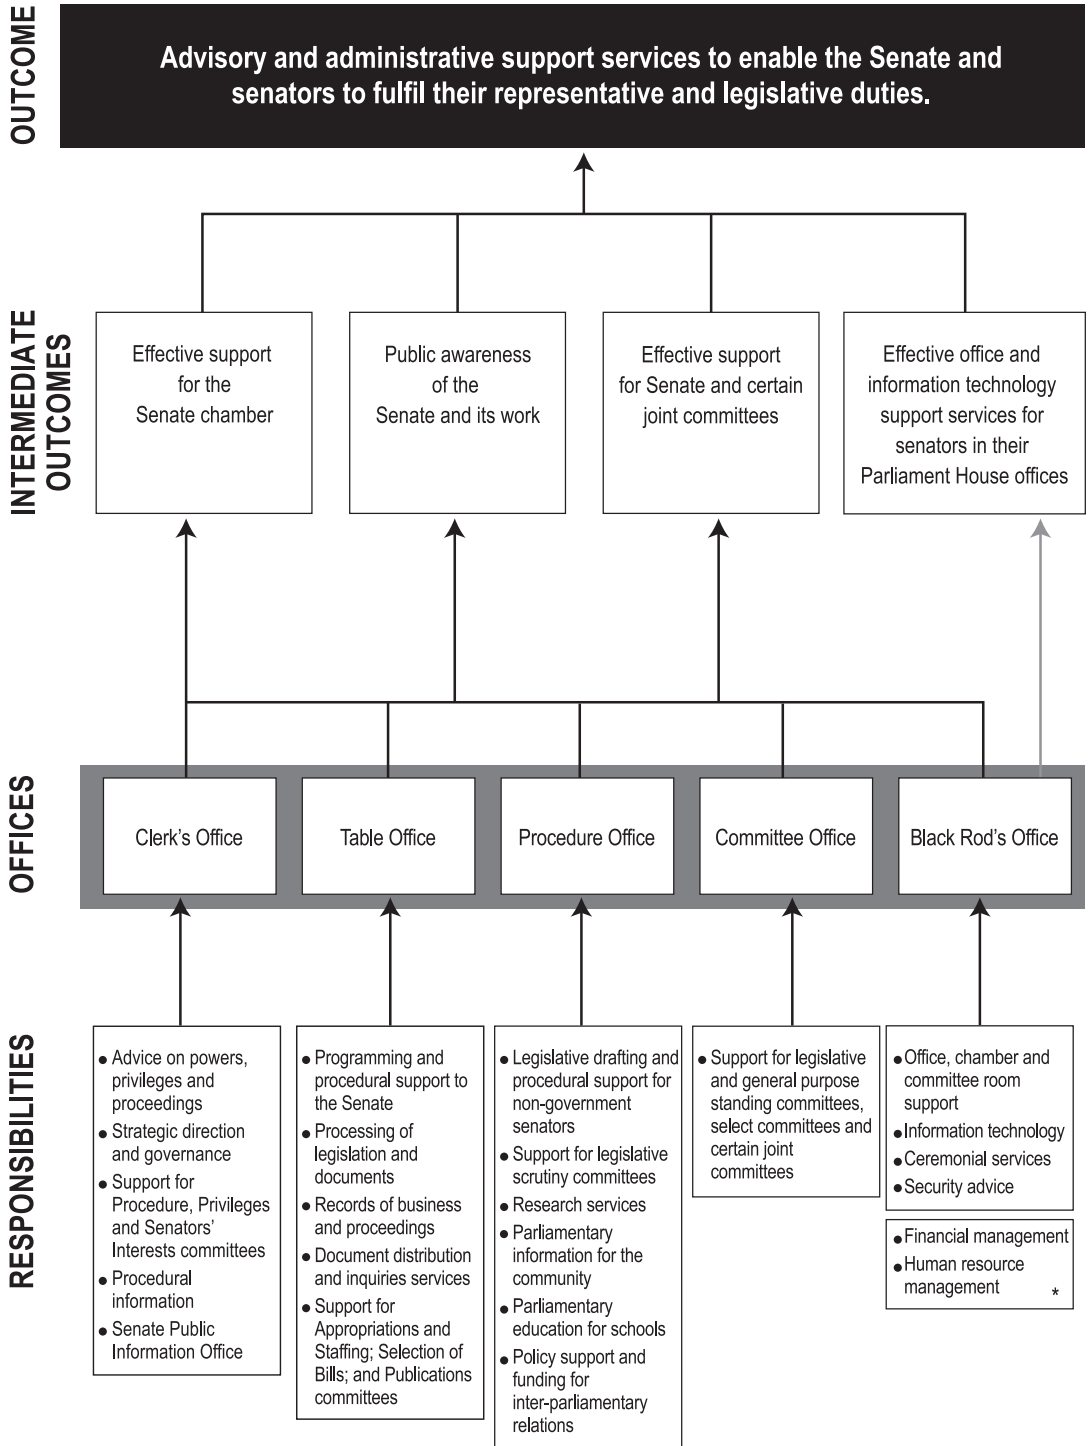 OUTCOME
Advisory and administrative support services to enable the Senate and
senators to fulfil their representative and legislative duties.
INTERMEDIATE
OUTCOMES
Effective support
for the
Senate chamber
Public awareness
of the
Senate and its work
Effective support
for Senate and certain
joint committees
Effective office and
information technology
support services for
senators in their
Parliament House offices
OFFICES
Clerk's Office
Table Office
Procedure Office
Committee Office
Black Rod's Office
RESPONSIBILITIES
● Advice on powers,
privileges and
proceedings
● Strategic direction
and governance
● Support for
Procedure, Privileges
and Senators'
Interests committees
● Procedural
information
● Senate Public
Information Office
● Programming and
procedural support to
the Senate
● Processing of
legislation and
documents
● Records of business
and proceedings
● Document distribution
and inquiries services
● Support for
Appropriations and
Staffing; Selection of
Bills; and Publications
committees
● Legislative drafting and
procedural support for
non-government
senators
● Support for legislative
scrutiny committees
● Research services
● Parliamentary
information for the
community
● Parliamentary
education for schools
● Policy support and
funding for
inter-parliamentary
relations
● Support for legislative
and general purpose
standing committees,
select committees and
certain joint
committees
● Office, chamber and
committee room
support
● Information technology
● Ceremonial services
● Security advice
● Financial management
● Human resource
management *